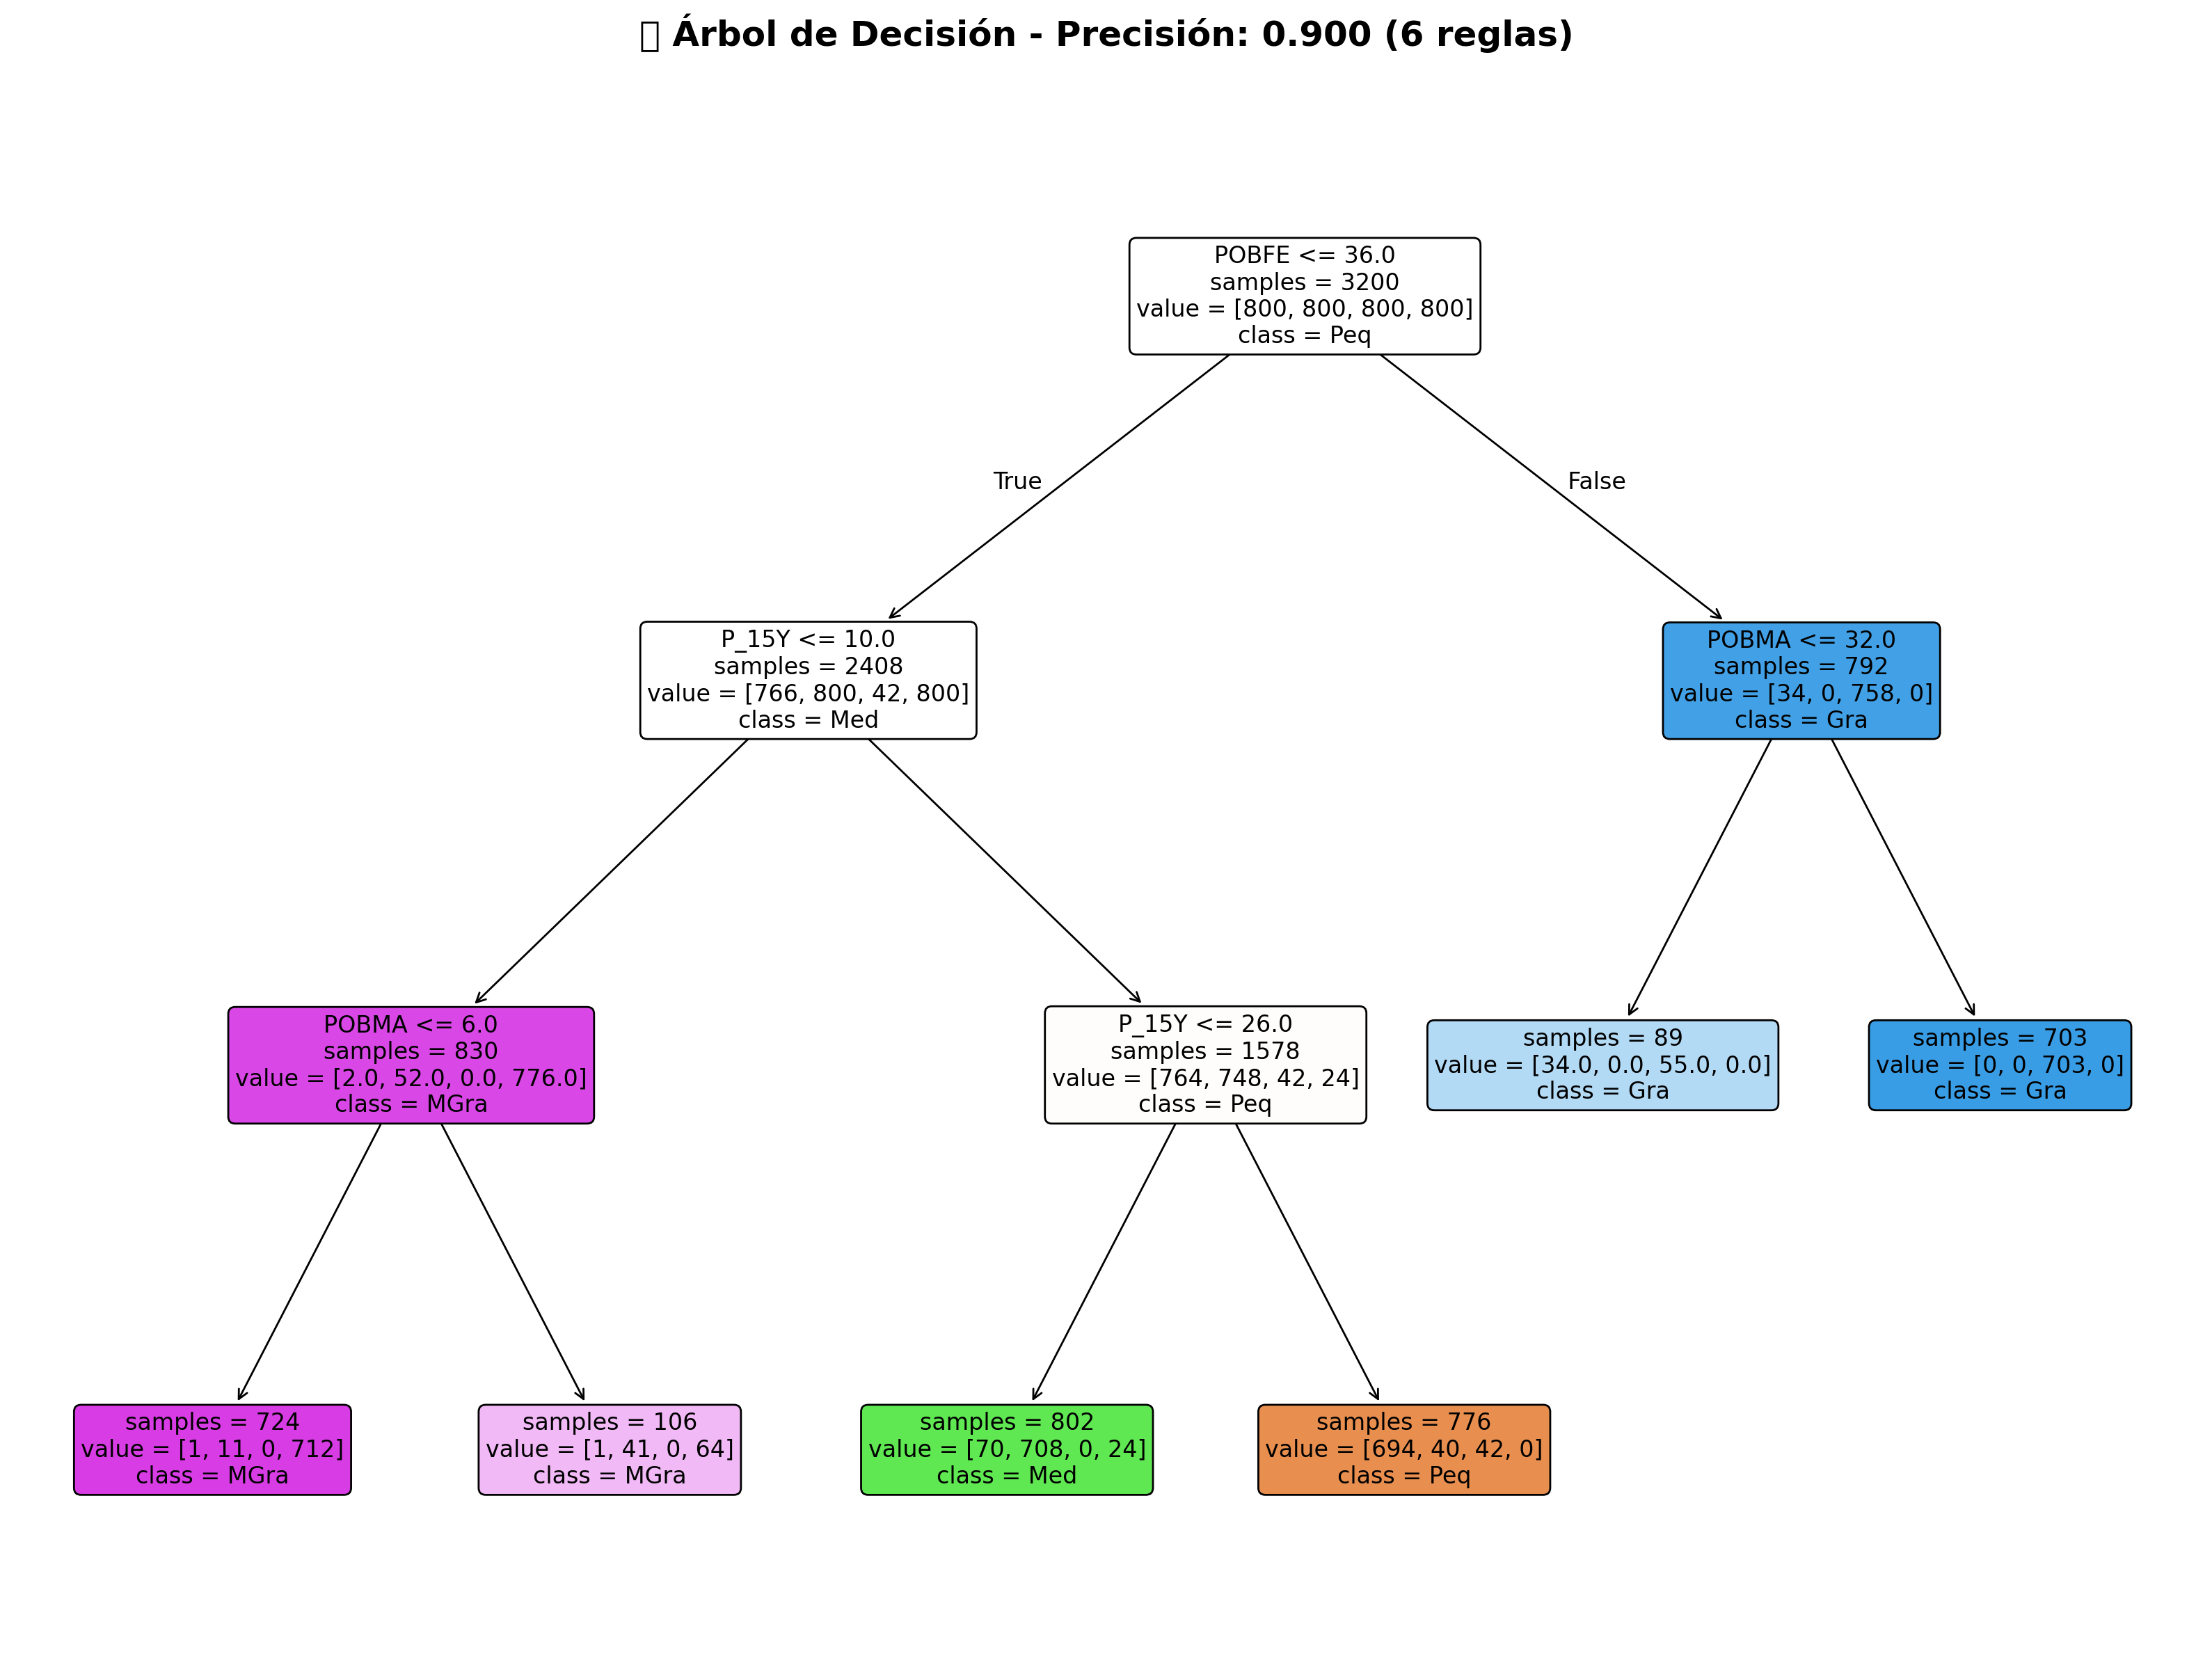 Árbol de Decisión - Precisión: 0.900 (6 reglas)
POBFE <= 36.0
samples = 3200
value = [800, 800, 800, 800]
class = Peq
True
False
P_15Y <= 10.0
samples = 2408
value = [766, 800, 42, 800]
class = Med
POBMA <= 32.0
samples = 792
value = [34, 0, 758, 0]
class = Gra
POBMA <= 6.0
samples = 830
value = [2.0, 52.0, 0.0, 776.0]
class = MGra
P_15Y <= 26.0
samples = 1578
value = [764, 748, 42, 24]
class = Peq
samples = 89
value = [34.0, 0.0, 55.0, 0.0]
class = Gra
samples = 703
value = [0, 0, 703, 0]
class = Gra
samples = 724
value = [1, 11, 0, 712]
class = MGra
samples = 106
value = [1, 41, 0, 64]
class = MGra
samples = 802
value = [70, 708, 0, 24]
class = Med
samples = 776
value = [694, 40, 42, 0]
class = Peq